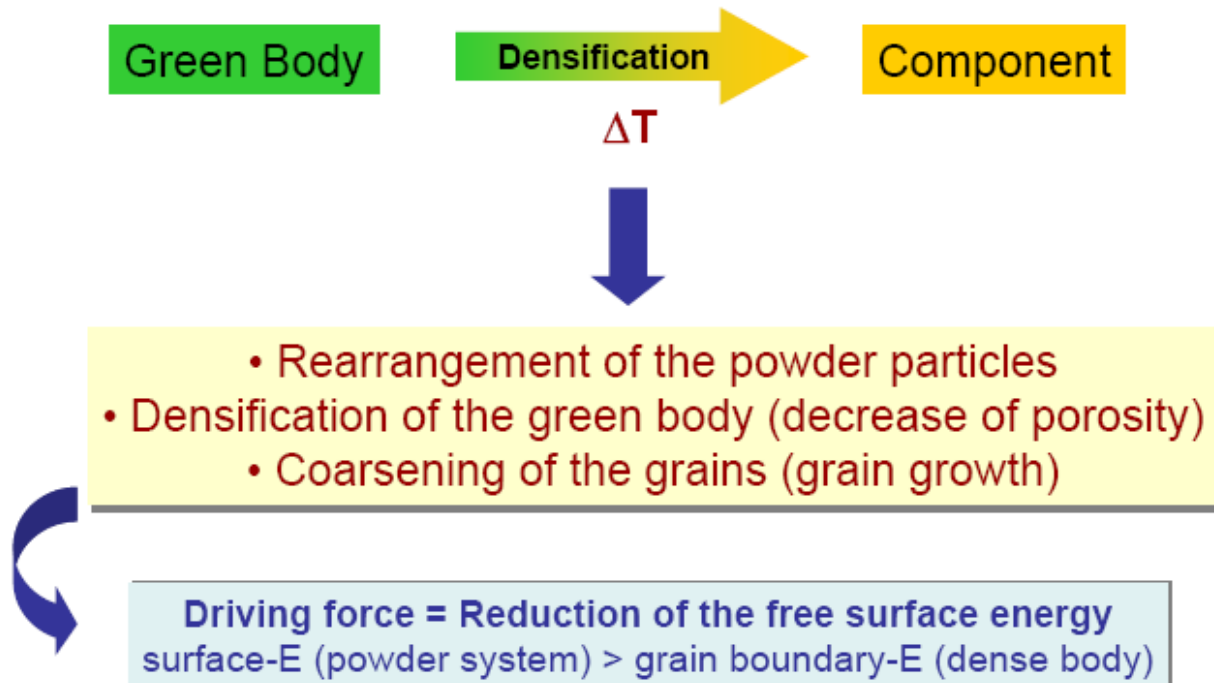 Green Body
Densification
Component
ΔT
• Rearrangement of the powder particles
• Densification of the green body (decrease of porosity)
• Coarsening of the grains (grain growth)
Driving force = Reduction of the free surface energy
surface-E (powder system) > grain boundary-E (dense body)